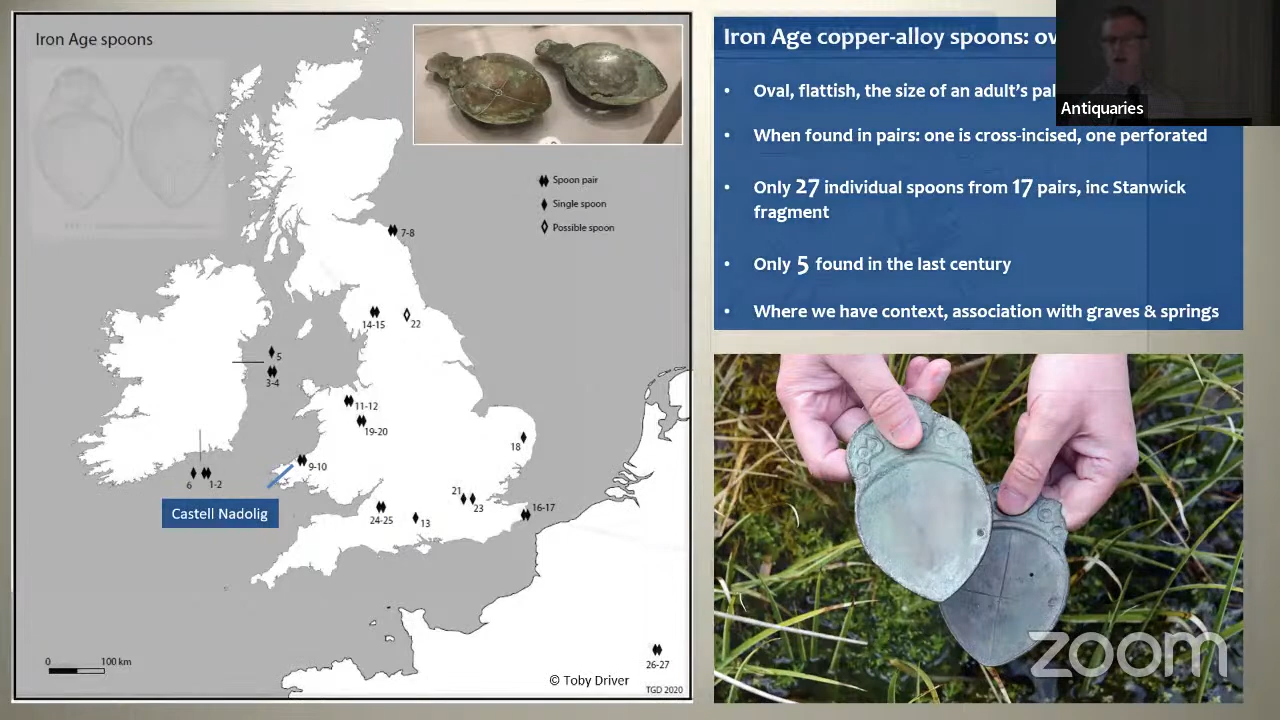 Iron Age spoons
Spoon pair
Single spoon
Possible spoon
7-8
14-15
22
5
3-4
11-12
19-20
18
9-10
6
1-2
21
23
16-17
24-25
13
Castell Nadolig
0 100 km
26-27
© Toby Driver
TGD 2020
Iron Age copper-alloy spoons: ov
• Oval, flattish, the size of an adult’s pal
• When found in pairs: one is cross-incised, one perforated
• Only 27 individual spoons from 17 pairs, inc Stanwick
fragment
• Only 5 found in the last century
• Where we have context, association with graves & springs
Antiquaries
zoom